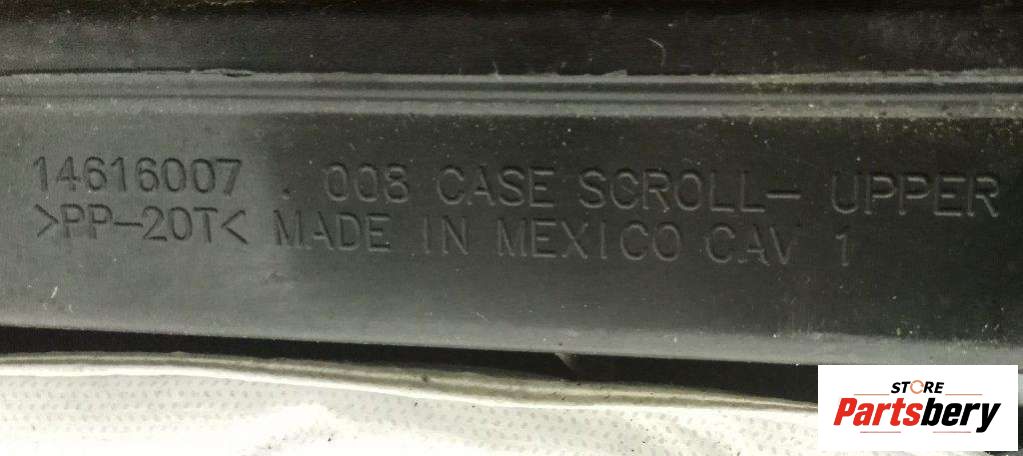 14616007 . 008 CASE SCROLL- UPPER
>PP-20T< MADE IN MEXICO CAV 1
STORE
Partsbery